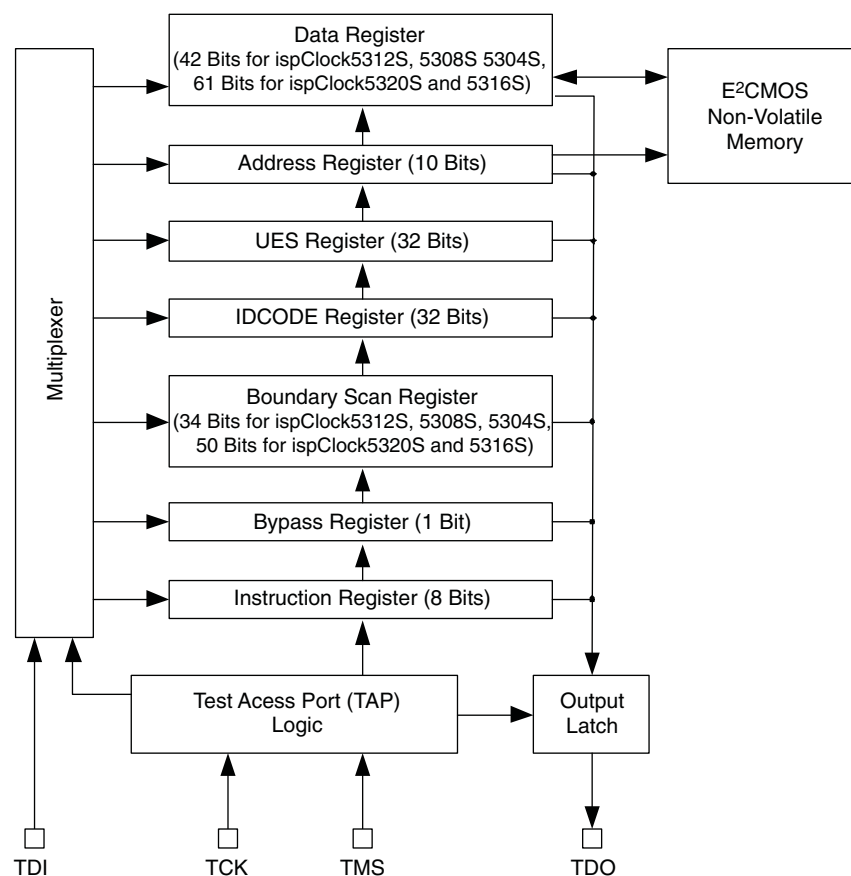 Data Register
(42 Bits for ispClock5312S, 5308S 5304S,
61 Bits for ispClock5320S and 5316S)
E²CMOS
Non-Volatile
Memory
Address Register (10 Bits)
UES Register (32 Bits)
IDCODE Register (32 Bits)
Multiplexer
Boundary Scan Register
(34 Bits for ispClock5312S, 5308S, 5304S,
50 Bits for ispClock5320S and 5316S)
Bypass Register (1 Bit)
Instruction Register (8 Bits)
Test Acess Port (TAP)
Logic
Output
Latch
TDI
TCK
TMS
TDO